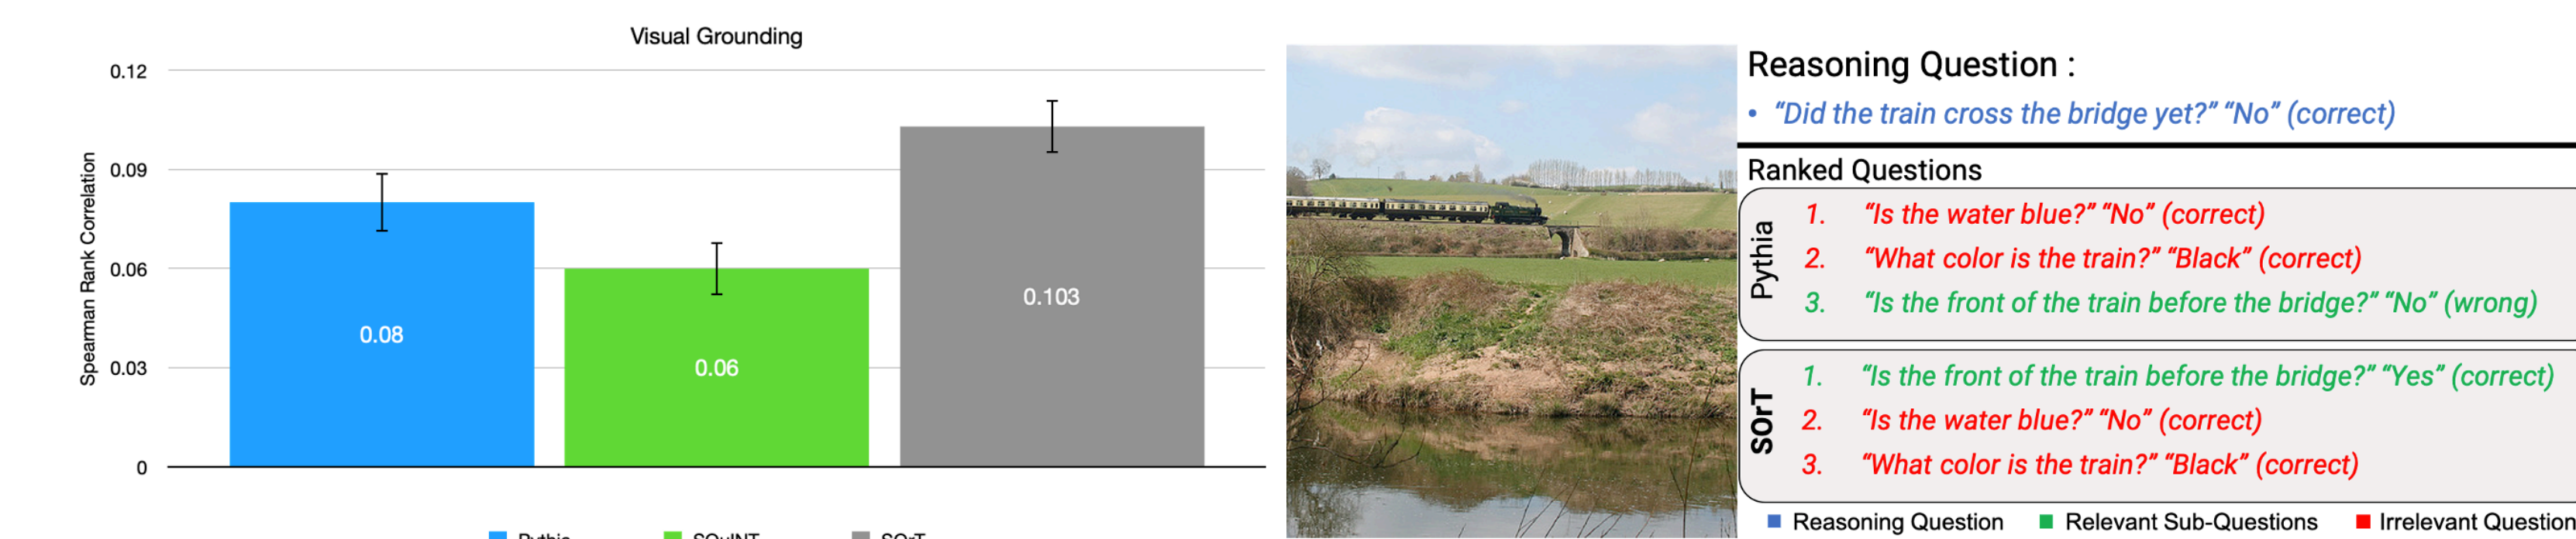 Visual Grounding
Spearman Rank Correlation
0.12
0.09
0.06
0.03
0
0.08
0.06
0.103
Pythia
SQuINT
SOrT
Reasoning Question :
• “Did the train cross the bridge yet?” “No” (correct)
Ranked Questions
Pythia
1. “Is the water blue?” “No” (correct)
2. “What color is the train?” “Black” (correct)
3. “Is the front of the train before the bridge?” “No” (wrong)
SOrT
1. “Is the front of the train before the bridge?” “Yes” (correct)
2. “Is the water blue?” “No” (correct)
3. “What color is the train?” “Black” (correct)
Reasoning Question
Relevant Sub-Questions
Irrelevant Question